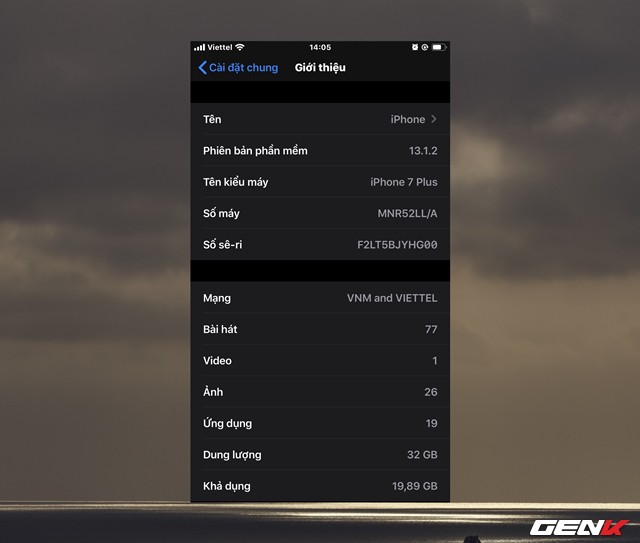 Viettel 14:05
Cài đặt chung Giới thiệu
Tên iPhone
Phiên bản phần mềm 13.1.2
Tên kiểu máy iPhone 7 Plus
Số máy MNR52LL/A
Số sê-ri F2LT5BJYHG00
Mạng VNM and VIETTEL
Bài hát 77
Video 1
Ảnh 26
Ứng dụng 19
Dung lượng 32 GB
Khả dụng 19,89 GB
GENK